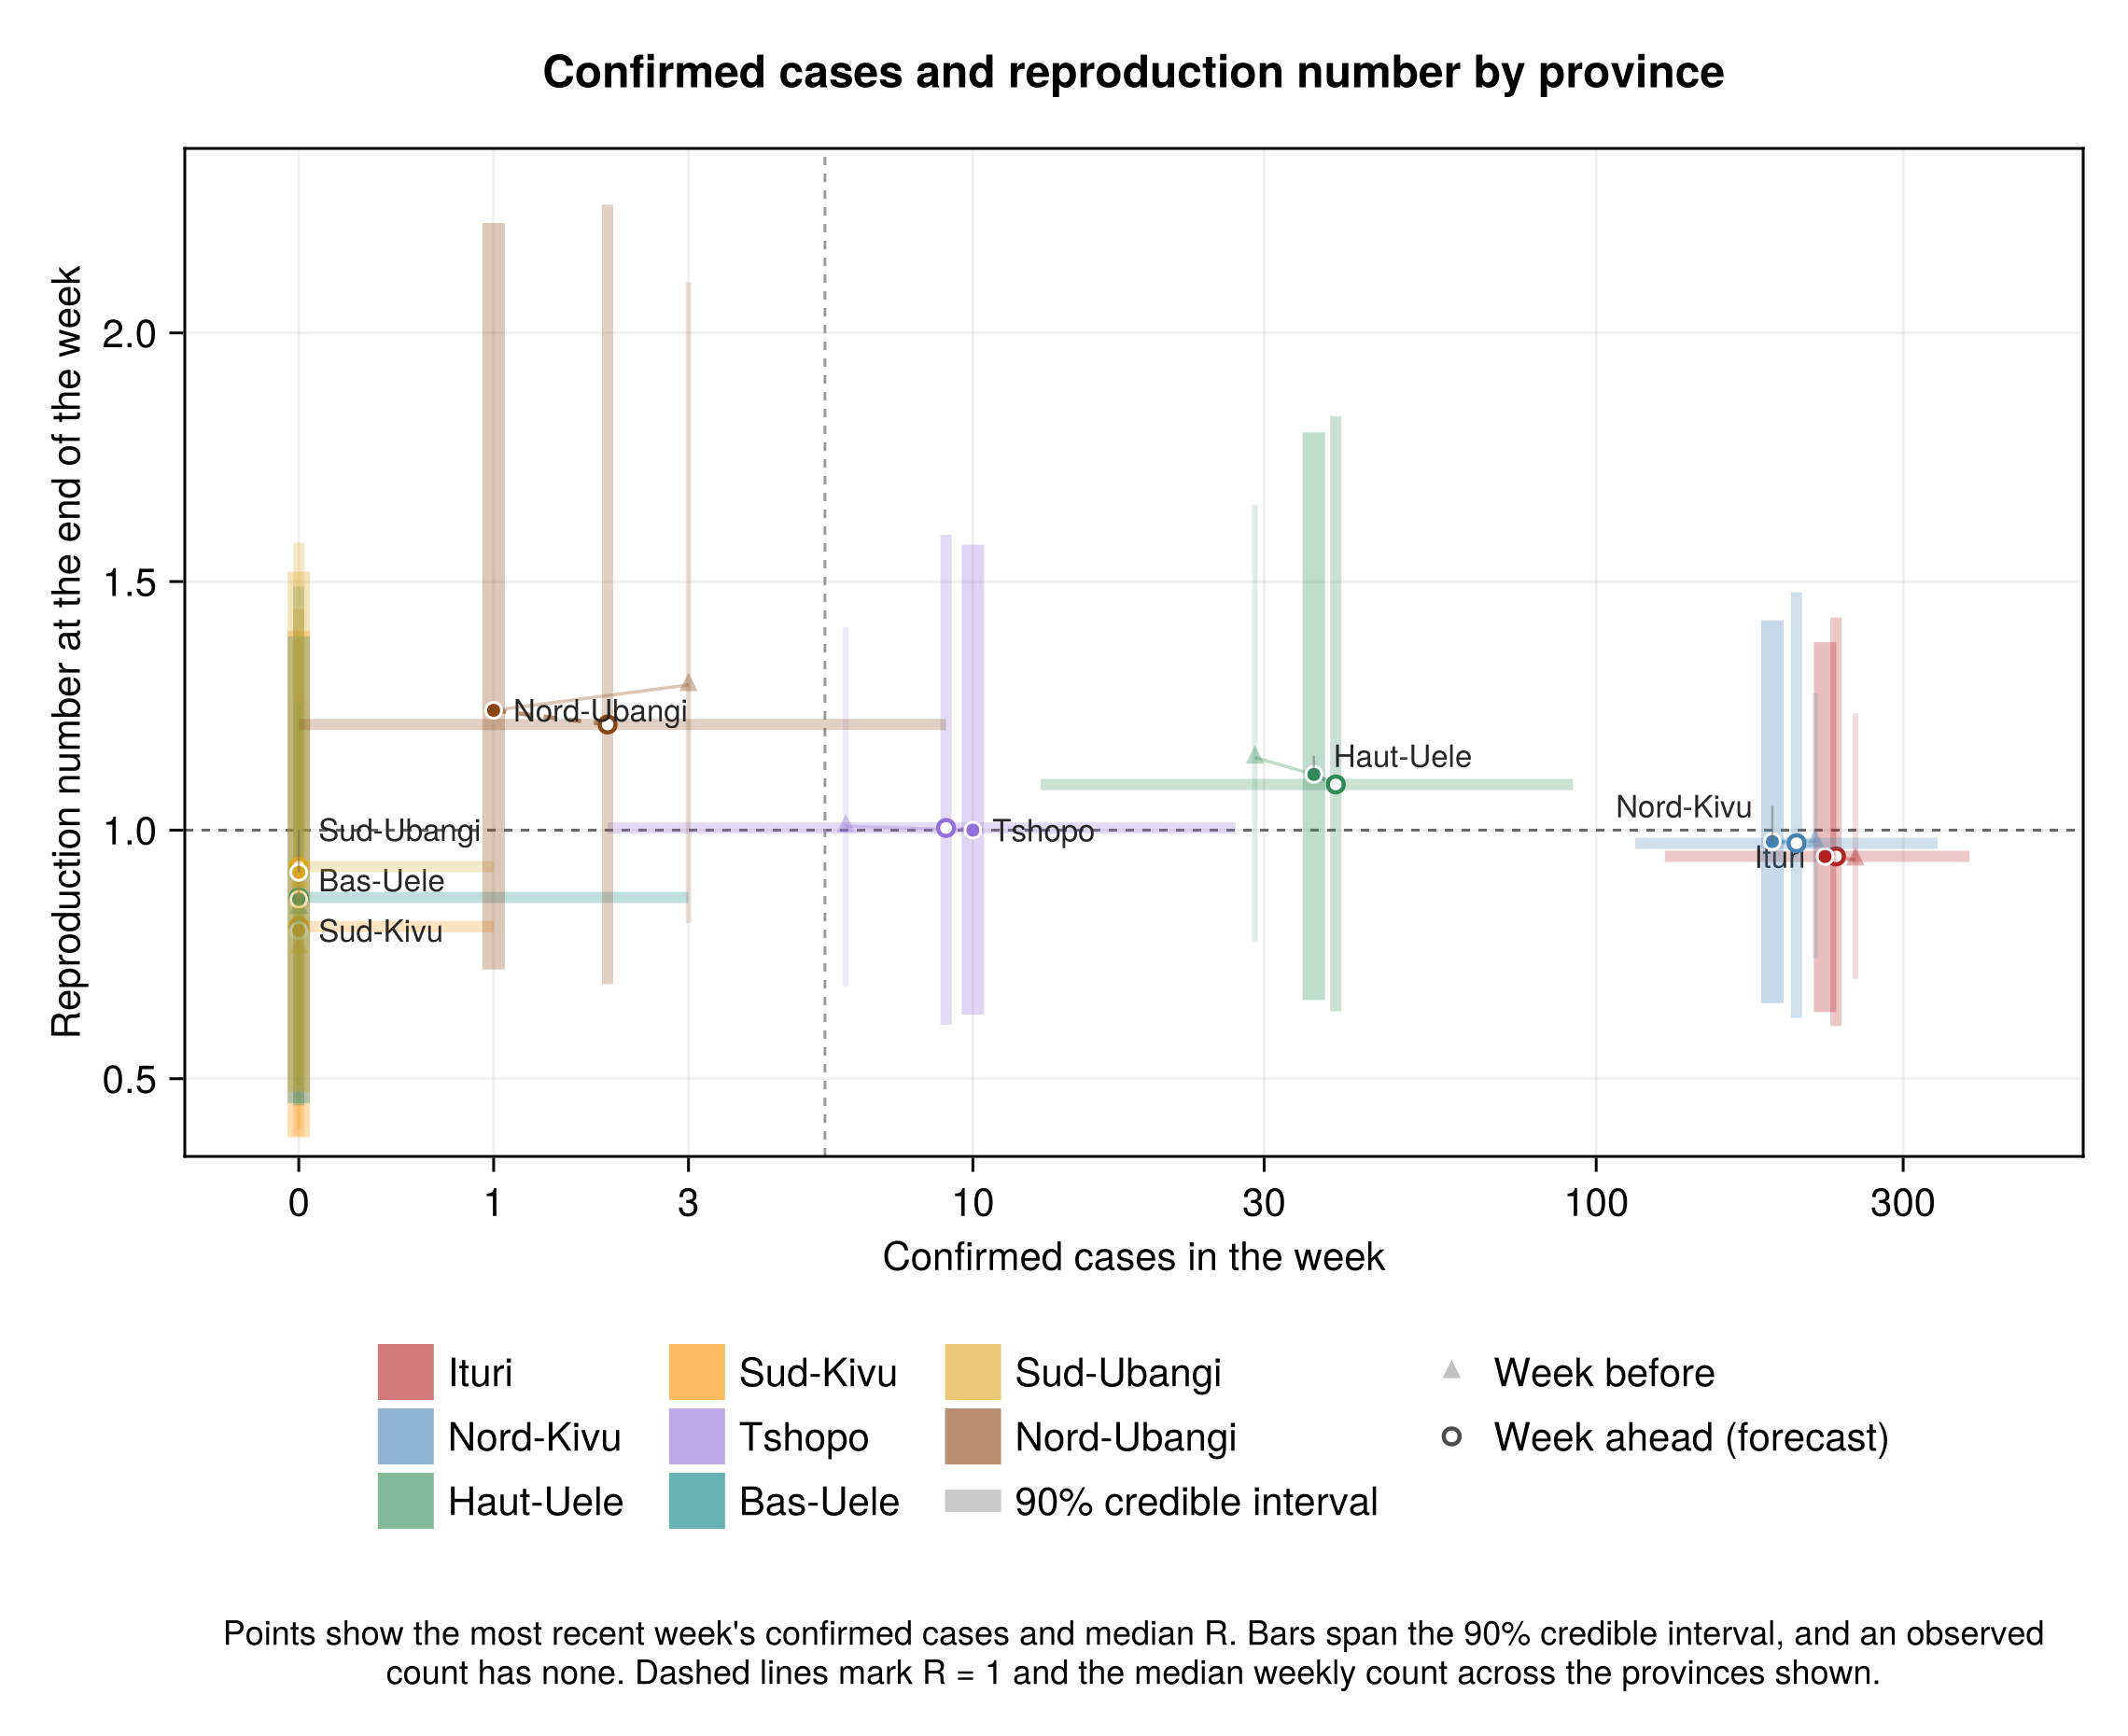 Confirmed cases and reproduction number by province
Reproduction number at the end of the week
2.0
1.5
1.0
0.5
Nord-Ubangi
Haut-Uele
Nord-Kivu
Sud-Ubangi
Tshopo
Ituri
Bas-Uele
Sud-Kivu
0 1 3 10 30 100 300
Confirmed cases in the week
Ituri Sud-Kivu Sud-Ubangi Week before
Nord-Kivu Tshopo Nord-Ubangi Week ahead (forecast)
Haut-Uele Bas-Uele 90% credible interval
Points show the most recent week's confirmed cases and median R. Bars span the 90% credible interval, and an observed
count has none. Dashed lines mark R = 1 and the median weekly count across the provinces shown.